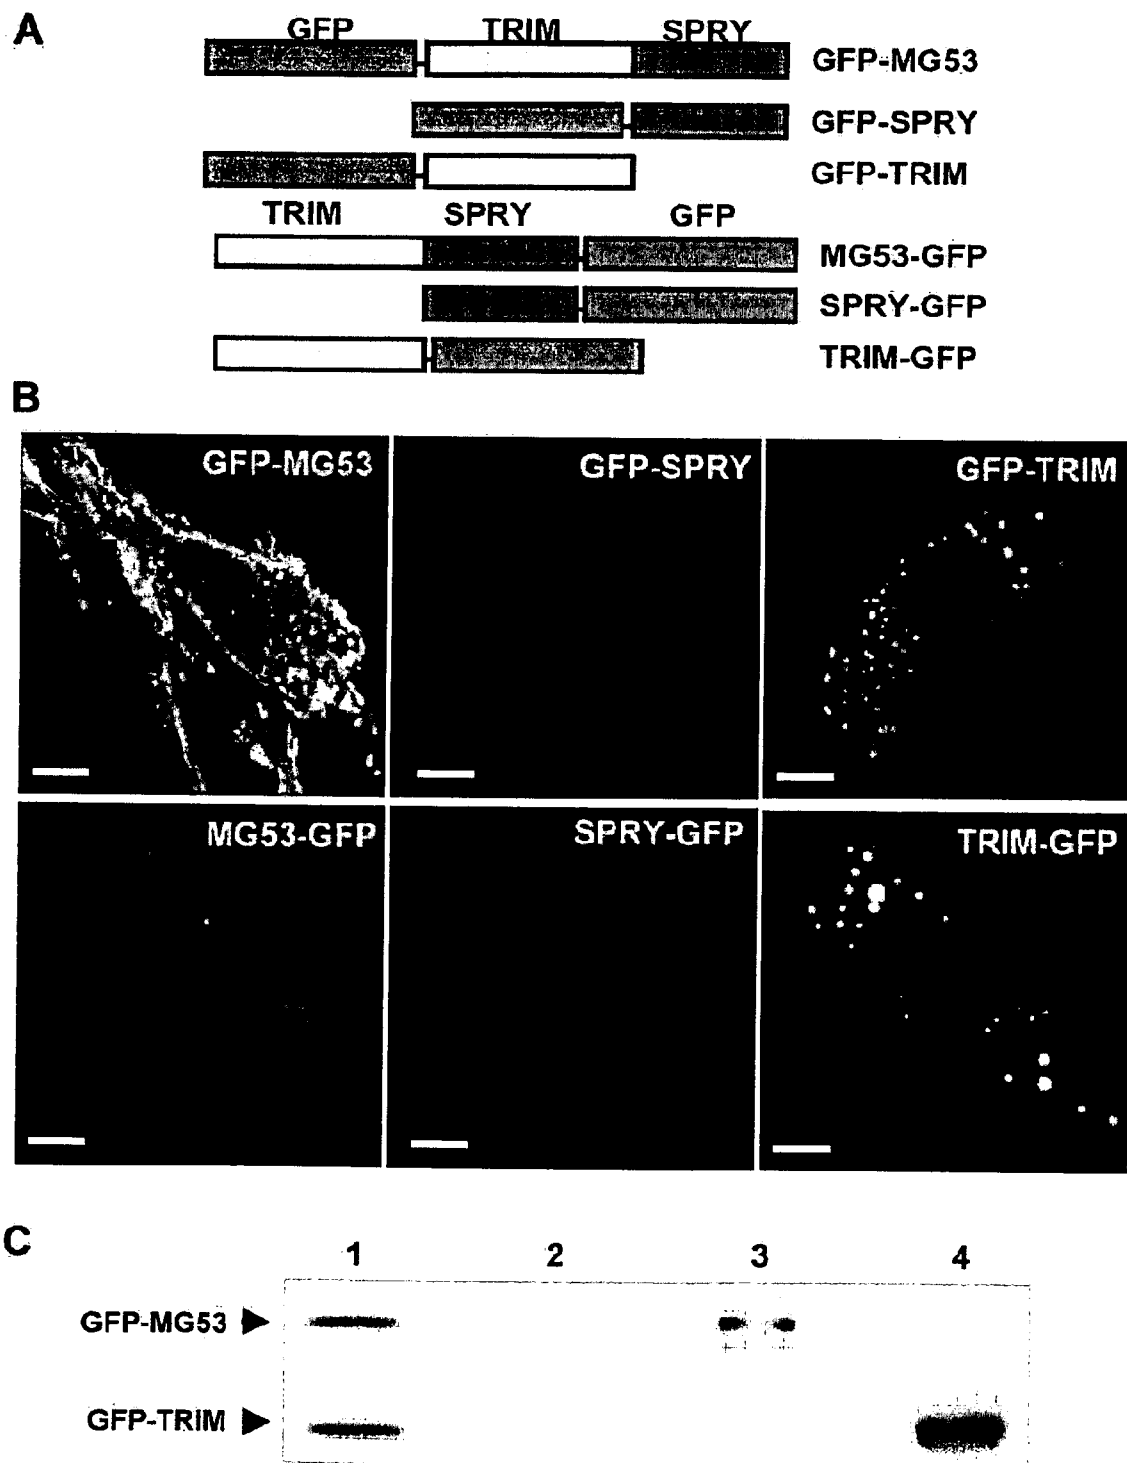 A
GFP TRIM SPRY
GFP-MG53
GFP-SPRY
GFP-TRIM
TRIM SPRY GFP
MG53-GFP
SPRY-GFP
TRIM-GFP
B
GFP-MG53 GFP-SPRY GFP-TRIM
MG53-GFP SPRY-GFP TRIM-GFP
C
1 2 3 4
GFP-MG53
GFP-TRIM